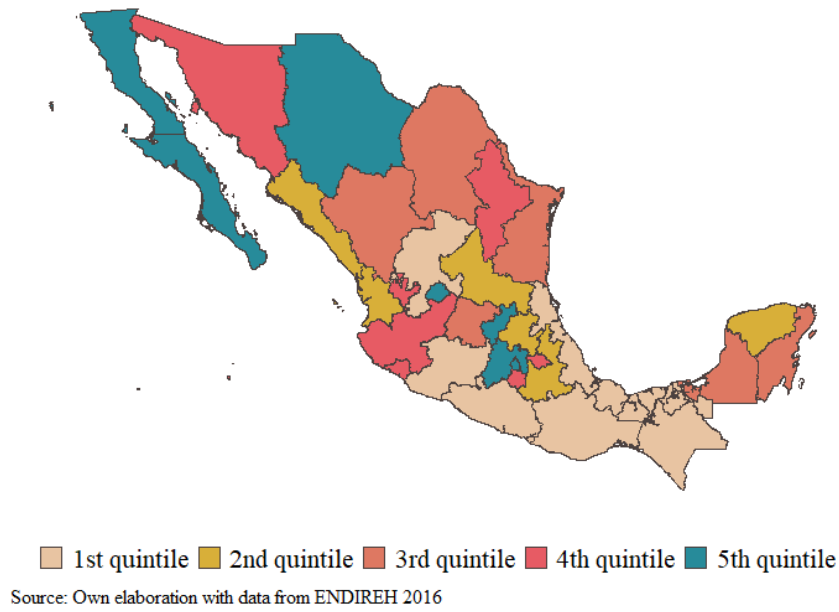 1st quintile 2nd quintile 3rd quintile 4th quintile 5th quintile
Source: Own elaboration with data from ENDIREH 2016